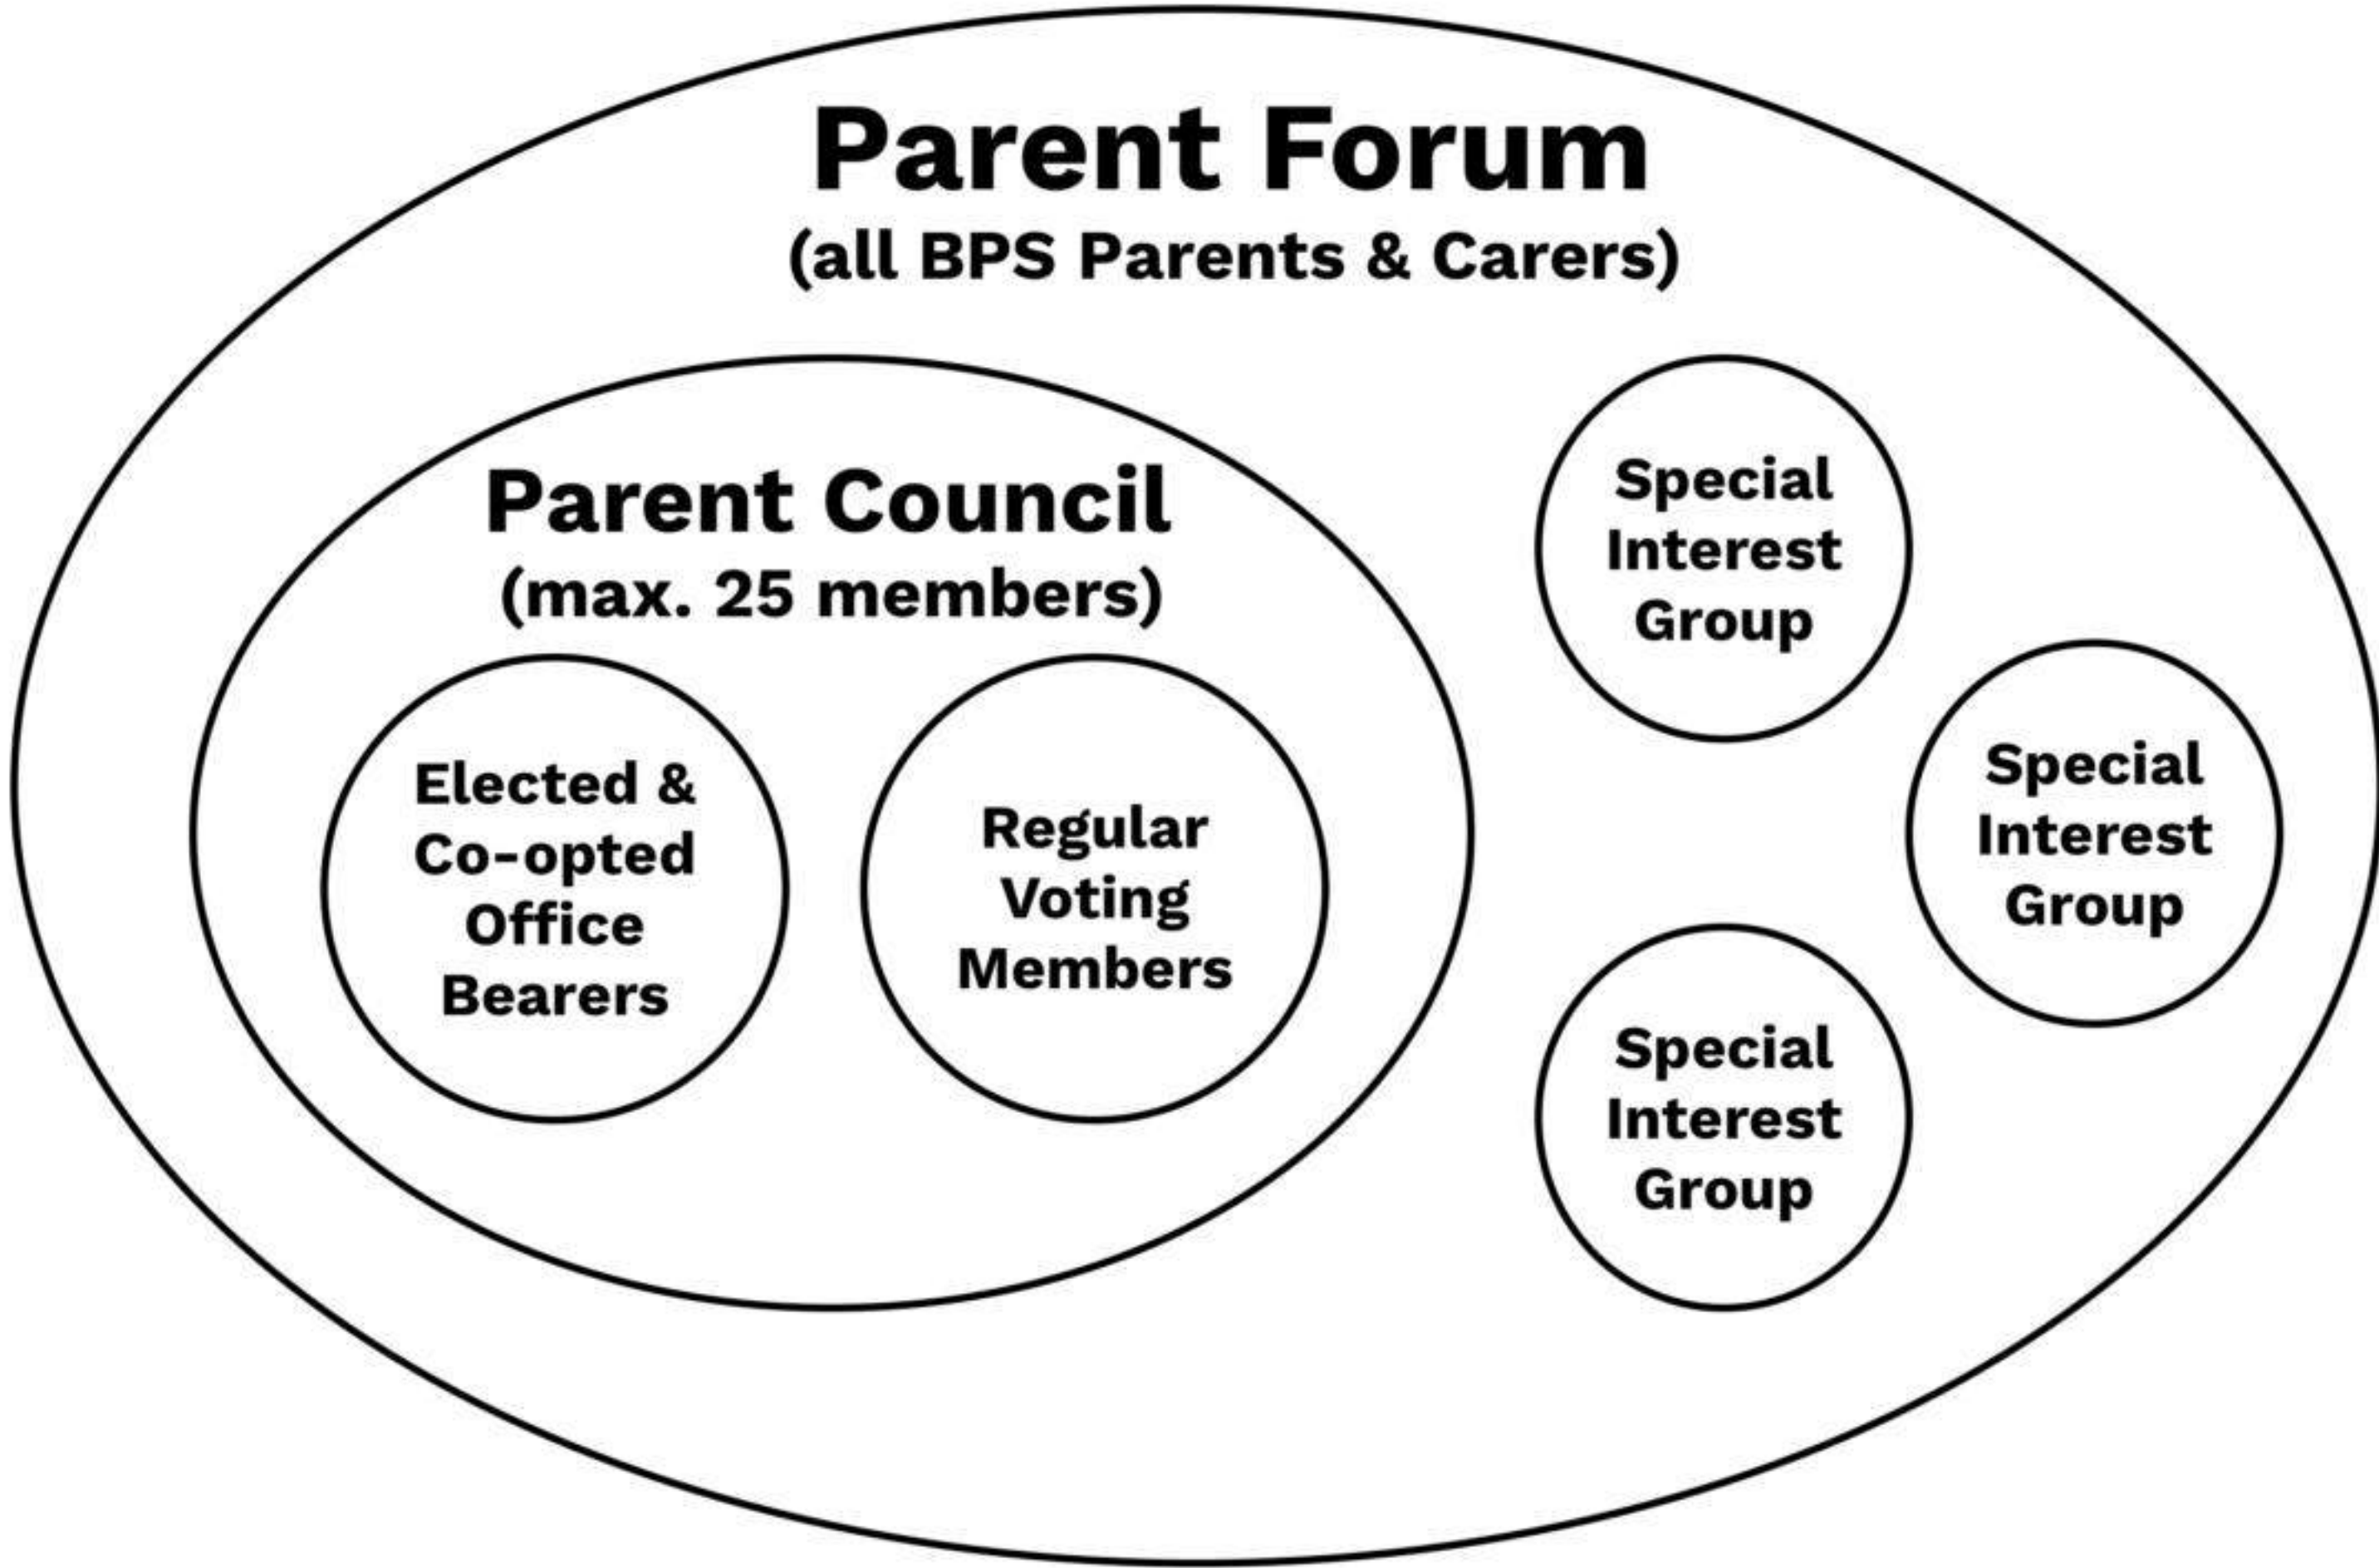 Parent Forum
(all BPS Parents & Carers)
Parent Council
(max. 25 members)
Elected &
Co-opted
Office
Bearers
Regular
Voting
Members
Special
Interest
Group
Special
Interest
Group
Special
Interest
Group